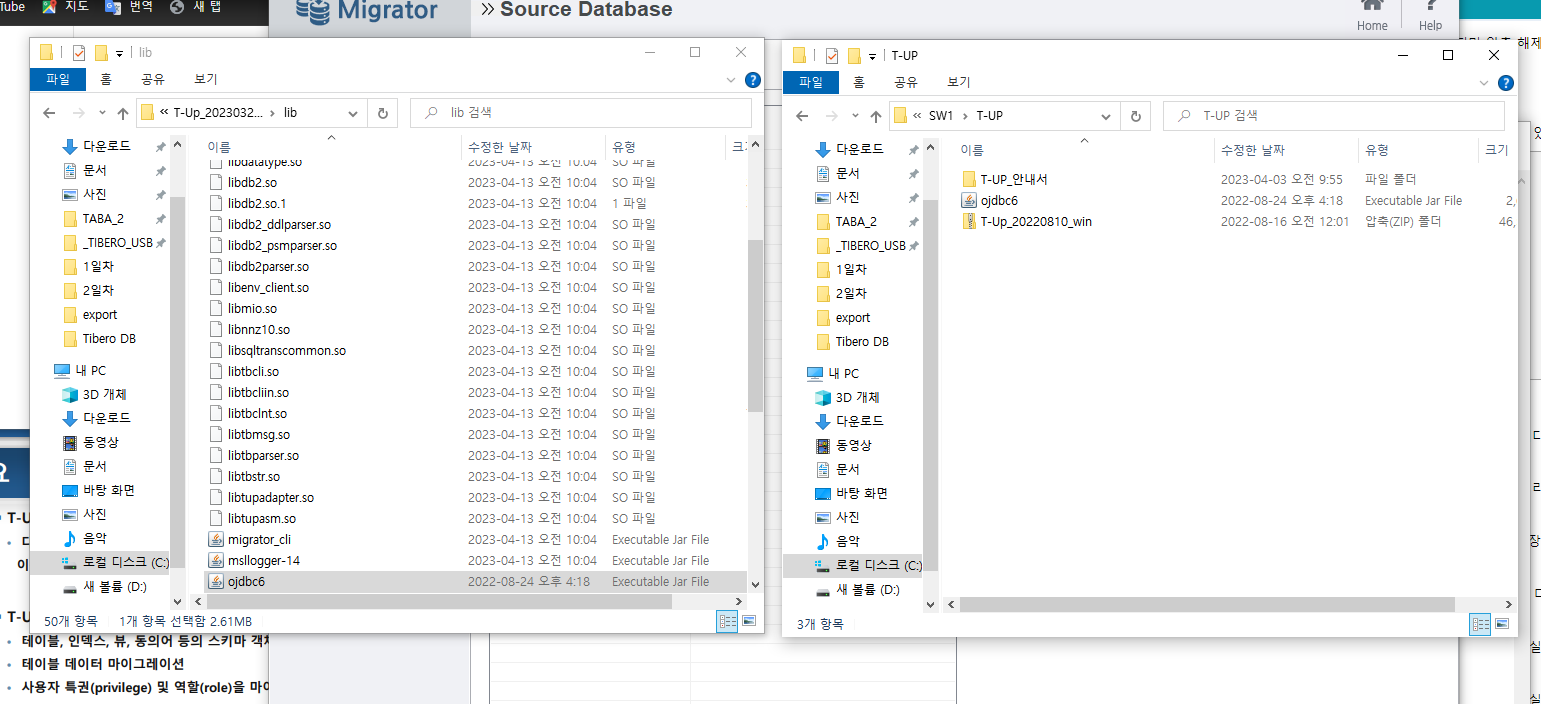 Tube 지도 번역 새 탭
Migrator
» Source Database
Home
Help
해제
lib
파일 홈 공유 보기
« T-Up_2023032... › lib
lib 검색
다운로드
문서
사진
TABA_2
_TIBERO_USB
1일차
2일차
export
Tibero DB
내 PC
3D 개체
다운로드
동영상
문서
바탕 화면
사진
음악
로컬 디스크 (C:)
새 볼륨 (D:)
이름 수정한 날짜 유형 크기
libdatatype.so 2023-04-13 오전 10:04 SO 파일
libdb2.so 2023-04-13 오전 10:04 SO 파일
libdb2.so.1 2023-04-13 오전 10:04 1 파일
libdb2_ddlparser.so 2023-04-13 오전 10:04 SO 파일
libdb2_psmparser.so 2023-04-13 오전 10:04 SO 파일
libdb2parser.so 2023-04-13 오전 10:04 SO 파일
libenv_client.so 2023-04-13 오전 10:04 SO 파일
libmio.so 2023-04-13 오전 10:04 SO 파일
libnnz10.so 2023-04-13 오전 10:04 SO 파일
libsqltranscommon.so 2023-04-13 오전 10:04 SO 파일
libtbcli.so 2023-04-13 오전 10:04 SO 파일
libtbcliin.so 2023-04-13 오전 10:04 SO 파일
libtbclnt.so 2023-04-13 오전 10:04 SO 파일
libtbmsg.so 2023-04-13 오전 10:04 SO 파일
libtbparser.so 2023-04-13 오전 10:04 SO 파일
libtbstr.so 2023-04-13 오전 10:04 SO 파일
libtupadapter.so 2023-04-13 오전 10:04 SO 파일
libtupasm.so 2023-04-13 오전 10:04 SO 파일
migrator_cli 2023-04-13 오전 10:04 Executable Jar File
msllogger-14 2023-04-13 오전 10:04 Executable Jar File
ojdbc6 2022-08-24 오후 4:18 Executable Jar File
50개 항목 1개 항목 선택함 2.61MB
T-UP
파일 홈 공유 보기
« SW1 › T-UP
T-UP 검색
다운로드
문서
사진
TABA_2
_TIBERO_USB
1일차
2일차
export
Tibero DB
내 PC
3D 개체
다운로드
동영상
문서
바탕 화면
사진
음악
로컬 디스크 (C:)
새 볼륨 (D:)
이름 수정한 날짜 유형 크기
T-UP_안내서 2023-04-03 오전 9:55 파일 폴더
ojdbc6 2022-08-24 오후 4:18 Executable Jar File 2,
T-Up_20220810_win 2022-08-16 오전 12:01 압축(ZIP) 폴더 46,
3개 항목
요
• T-U
• 이
• T-U
• 테이블, 인덱스, 뷰, 동의어 등의 스키마 객체
• 테이블 데이터 마이그레이션
• 사용자 특권(privilege) 및 역할(role)을 마이